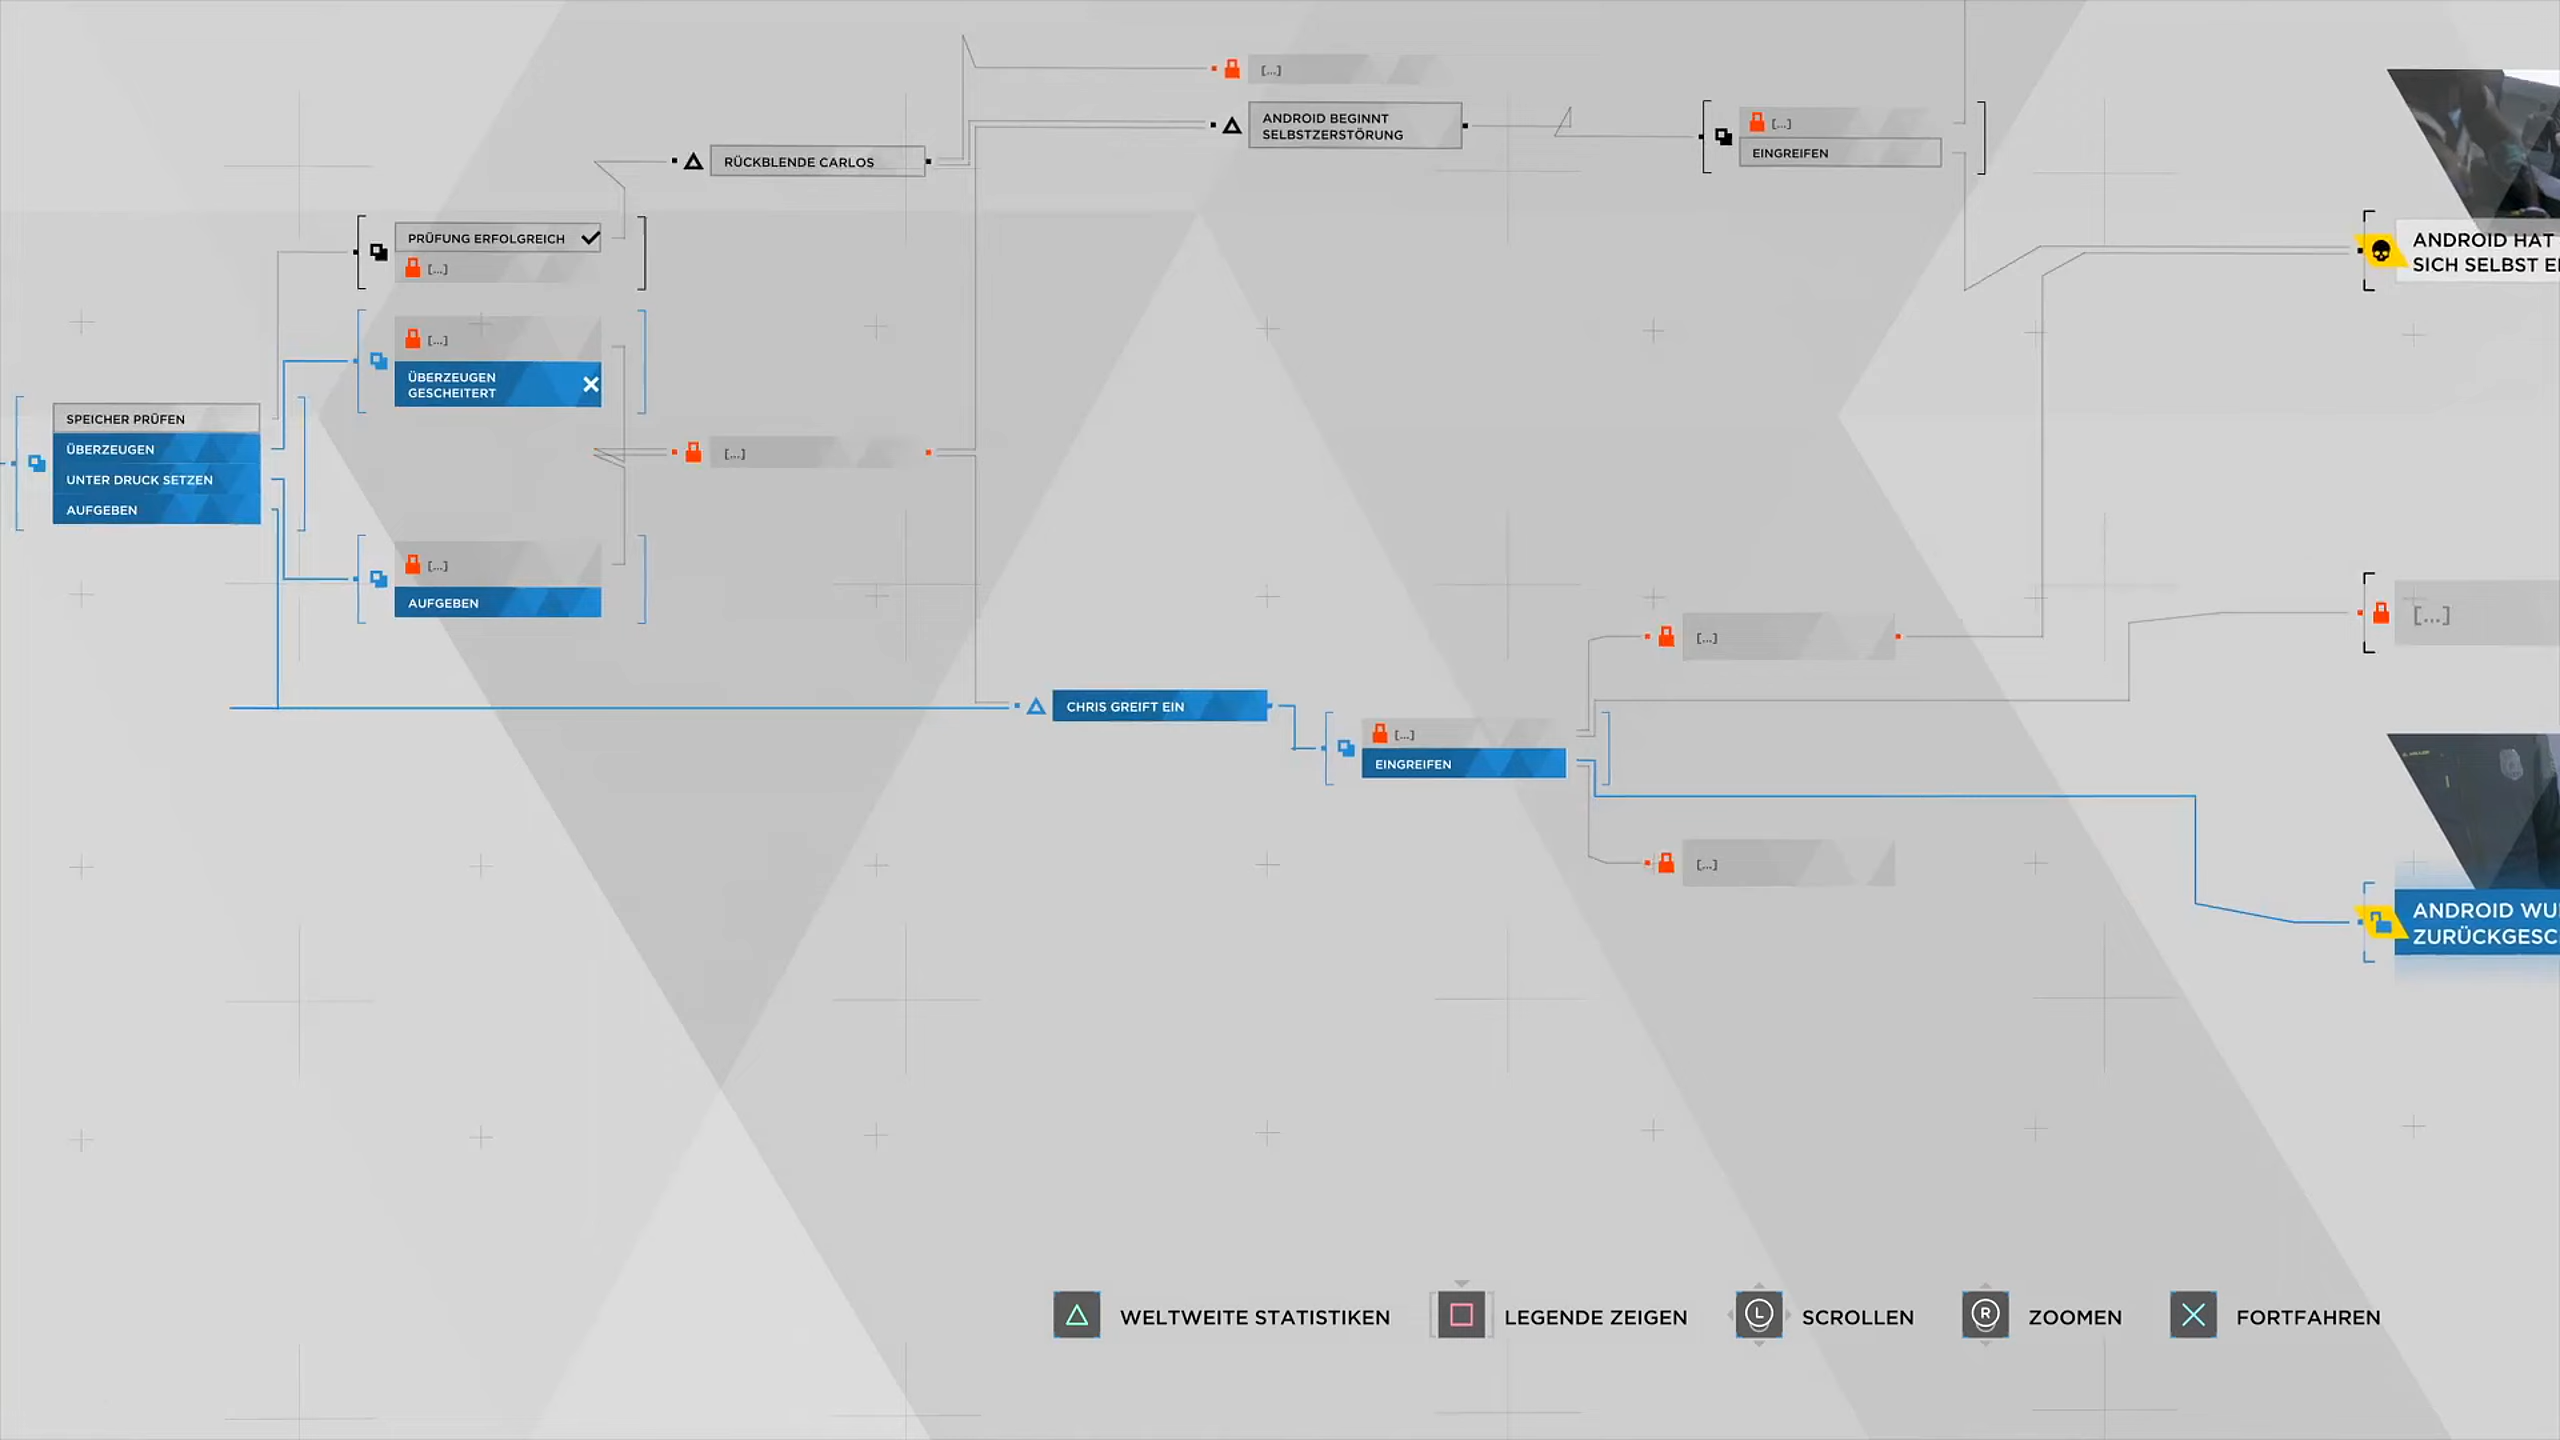 [...]
ANDROID BEGINNT
SELBSTZERSTÖRUNG
[...]
EINGREIFEN
RÜCKBLENDE CARLOS
PRÜFUNG ERFOLGREICH
[...]
ANDROID HAT
SICH SELBST
[...]
ÜBERZEUGEN
GESCHEITERT
SPEICHER PRÜFEN
ÜBERZEUGEN
UNTER DRUCK SETZEN
AUFGEBEN
[...]
[...]
AUFGEBEN
[...]
[...]
CHRIS GREIFT EIN
[...]
EINGREIFEN
[...]
ANDROID WU
ZURÜCKGESC
WELTWEITE STATISTIKEN
LEGENDE ZEIGEN
L
SCROLLEN
R
ZOOMEN
FORTFAHREN